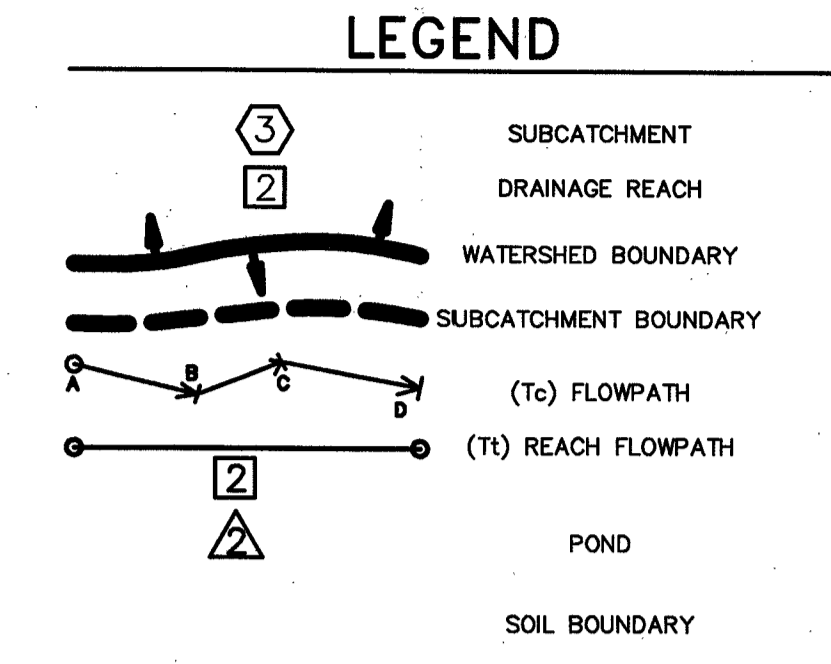 LEGEND
3 SUBCATCHMENT
2 DRAINAGE REACH
WATERSHED BOUNDARY
SUBCATCHMENT BOUNDARY
A B C D (Tc) FLOWPATH
(Tt) REACH FLOWPATH
2
2 POND
SOIL BOUNDARY